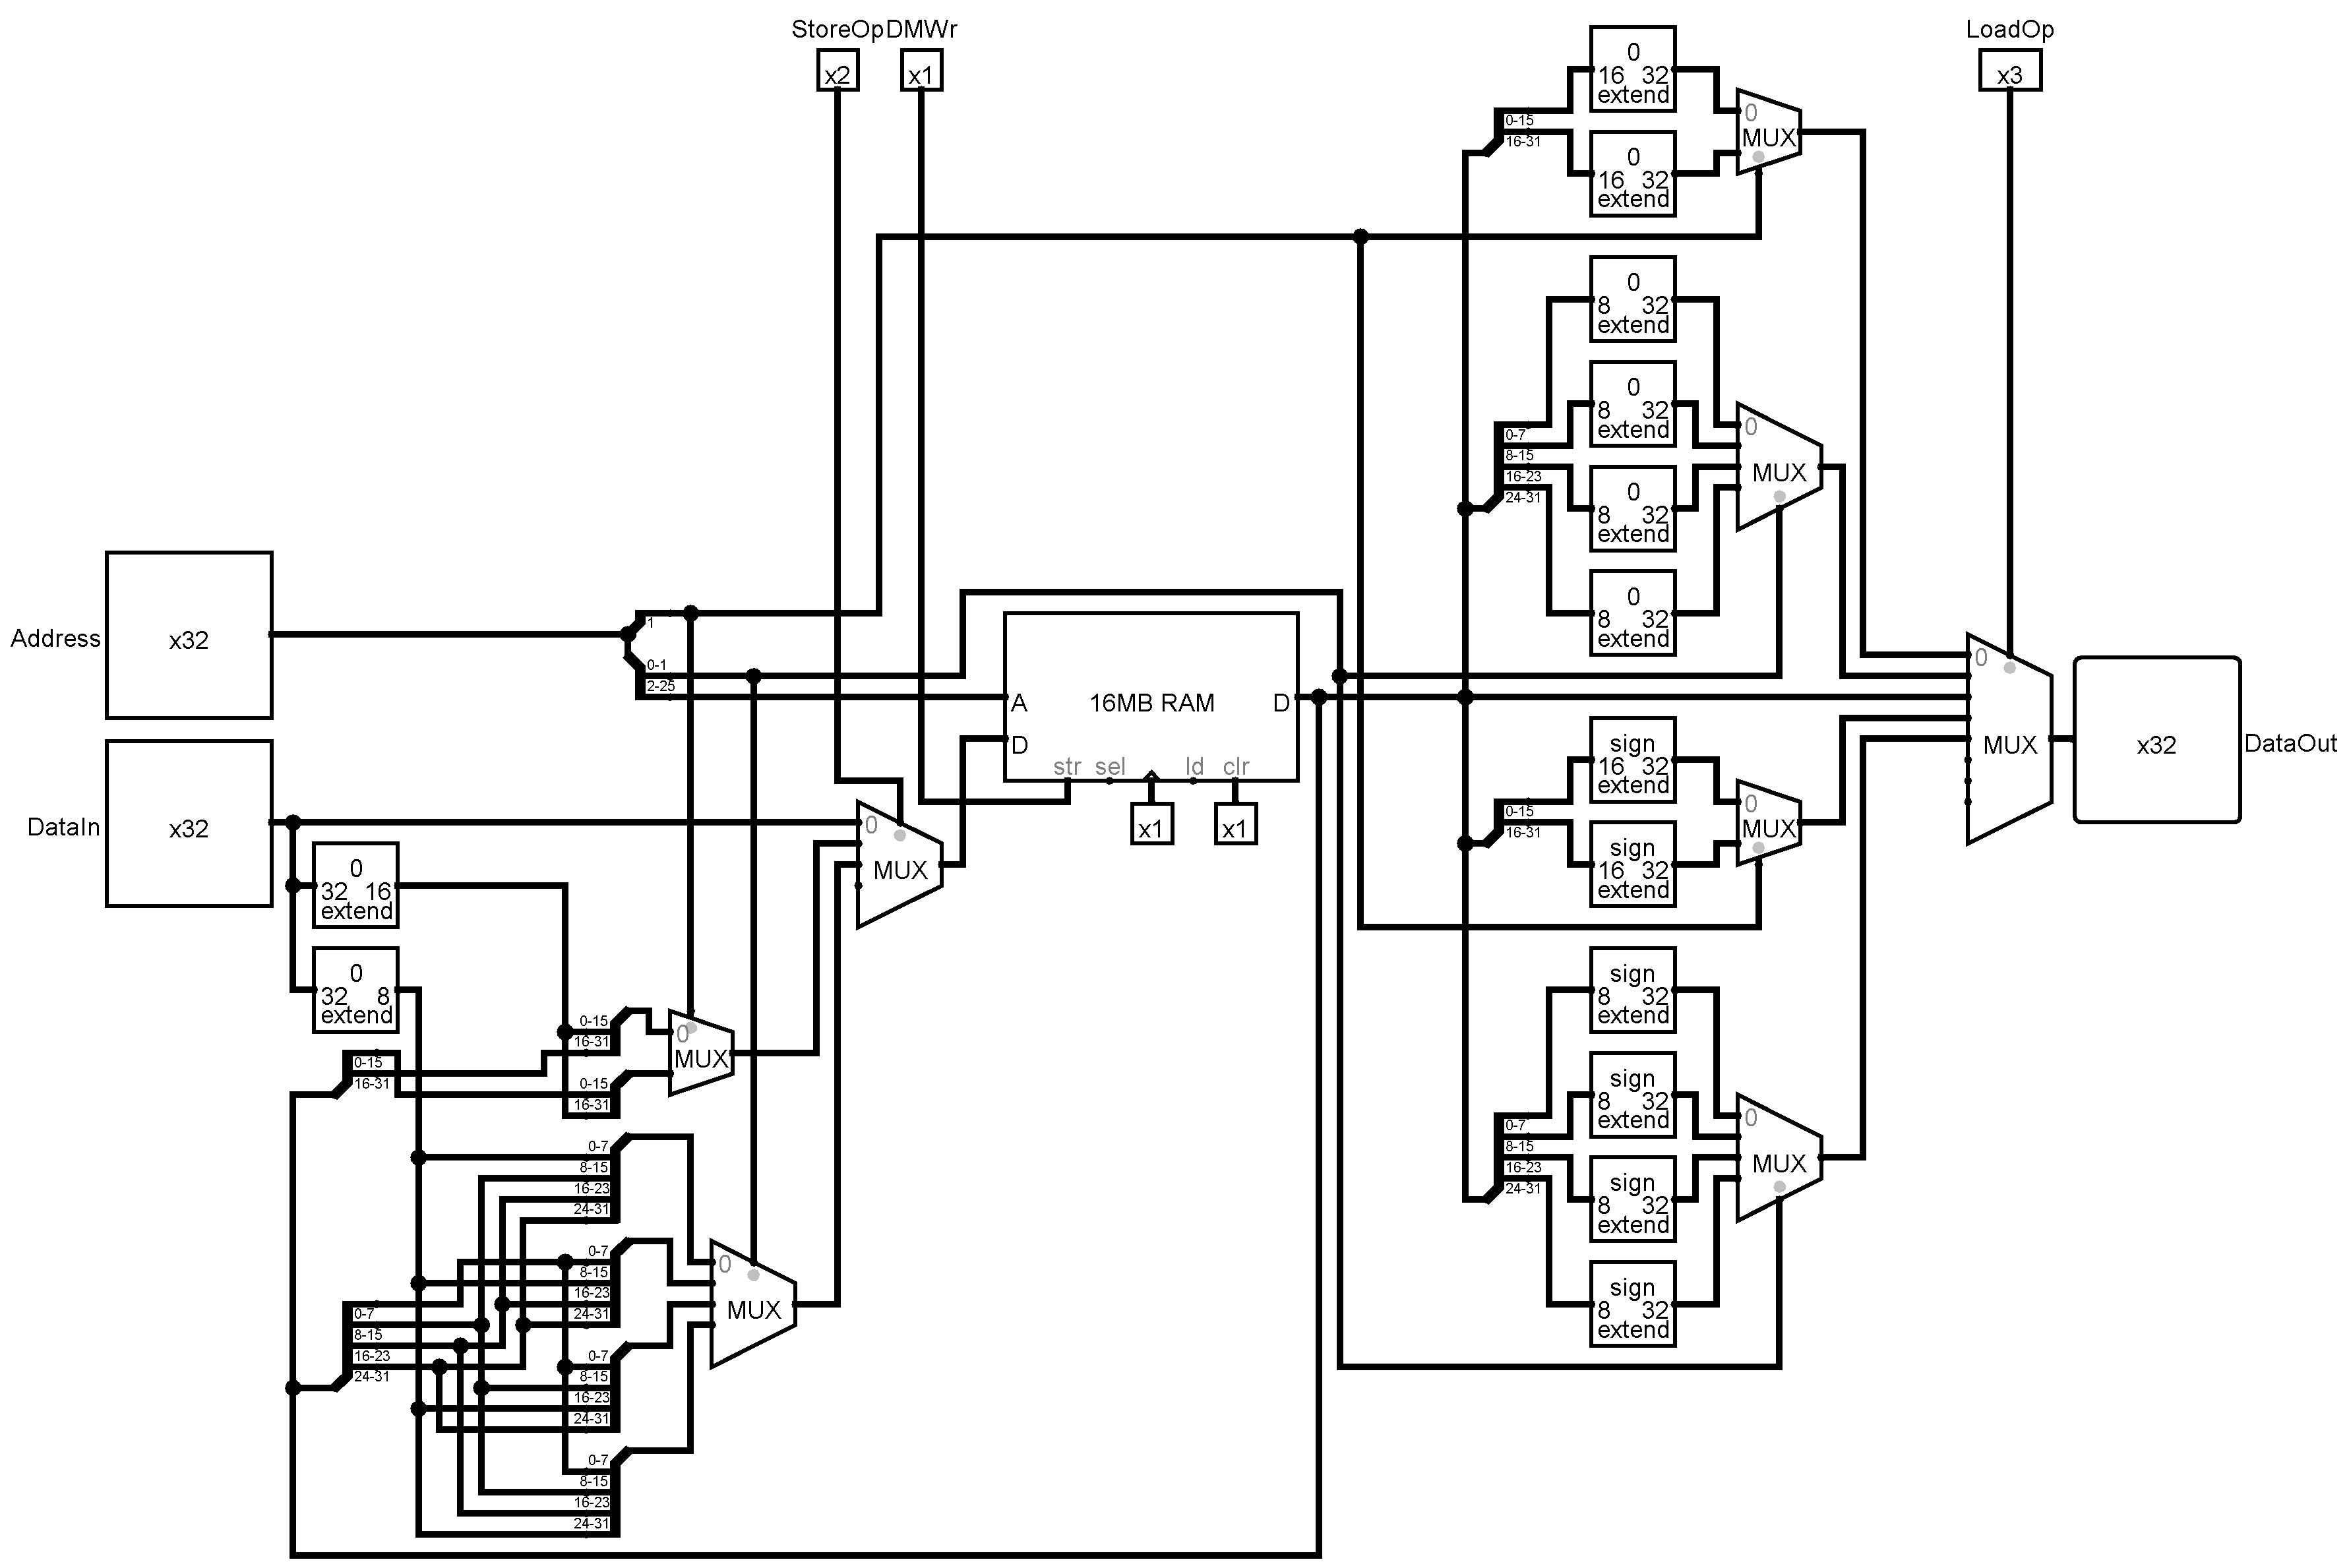 StoreOp DMWr
x2
x1
LoadOp
x3
0
16 32
extend
0
16 32
extend
0-15
16-31
0
MUX
0
8 32
extend
0
8 32
extend
0
8 32
extend
0
8 32
extend
0-7
8-15
16-23
24-31
0
MUX
Address
x32
1
0-1
2-25
A
16MB RAM
D
D
str sel ld clr
x1
x1
DataIn
x32
0
MUX
0
32 16
extend
0
32 8
extend
0-15
16-31
0-15
16-31
0-15
16-31
0
MUX
0-7
8-15
16-23
24-31
0-7
8-15
16-23
24-31
0-7
8-15
16-23
24-31
0-7
8-15
16-23
24-31
0-7
8-15
16-23
24-31
0
MUX
sign
16 32
extend
sign
16 32
extend
0-15
16-31
0
MUX
sign
8 32
extend
sign
8 32
extend
sign
8 32
extend
sign
8 32
extend
0-7
8-15
16-23
24-31
0
MUX
0
MUX
x32
DataOut